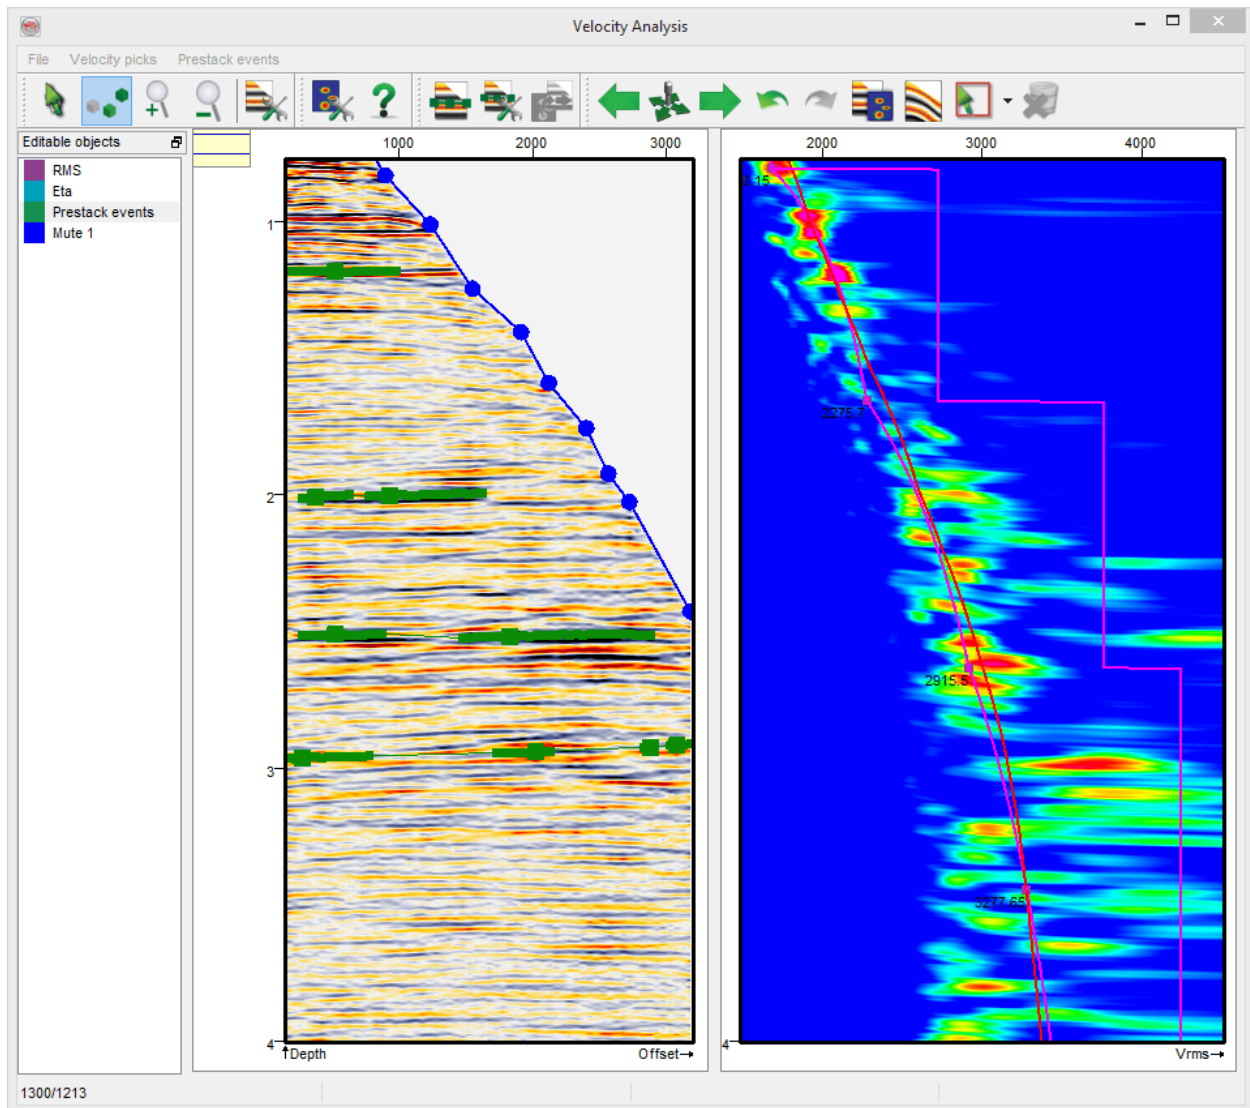 Velocity Analysis
File Velocity picks Prestack events
Editable objects
RMS
Eta
Prestack events
Mute 1
1000 2000 3000
1
2
3
4
Depth Offset
2000 3000 4000
9.15
2275.7
2915.5
3277.65
4
Vrms
1300/1213